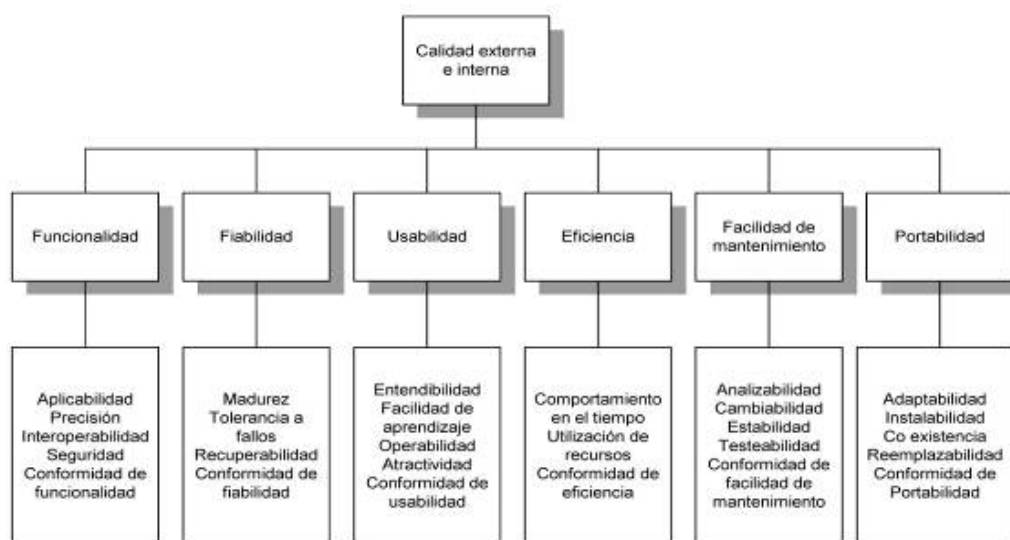 Calidad externa
e interna
Funcionalidad
Fiabilidad
Usabilidad
Eficiencia
Facilidad de
mantenimiento
Portabilidad
Aplicabilidad
Precisión
Interoperabilidad
Seguridad
Conformidad de
funcionalidad
Madurez
Tolerancia a
fallos
Recuperabilidad
Conformidad de
fiabilidad
Entendibilidad
Facilidad de
aprendizaje
Operabilidad
Atractividad
Conformidad de
usabilidad
Comportamiento
en el tiempo
Utilización de
recursos
Conformidad de
eficiencia
Analizabilidad
Cambiabilidad
Estabilidad
Testeabilidad
Conformidad de
facilidad de
mantenimiento
Adaptabilidad
Instalabilidad
Co existencia
Reemplazabilidad
Conformidad de
Portabilidad